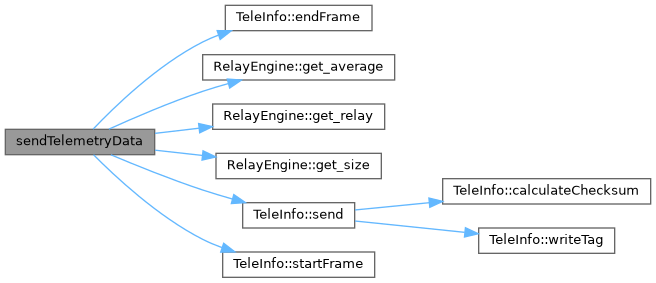 TeleInfo::endFrame
RelayEngine::get_average
RelayEngine::get_relay
sendTelemetryData
RelayEngine::get_size
TeleInfo::calculateChecksum
TeleInfo::send
TeleInfo::writeTag
TeleInfo::startFrame